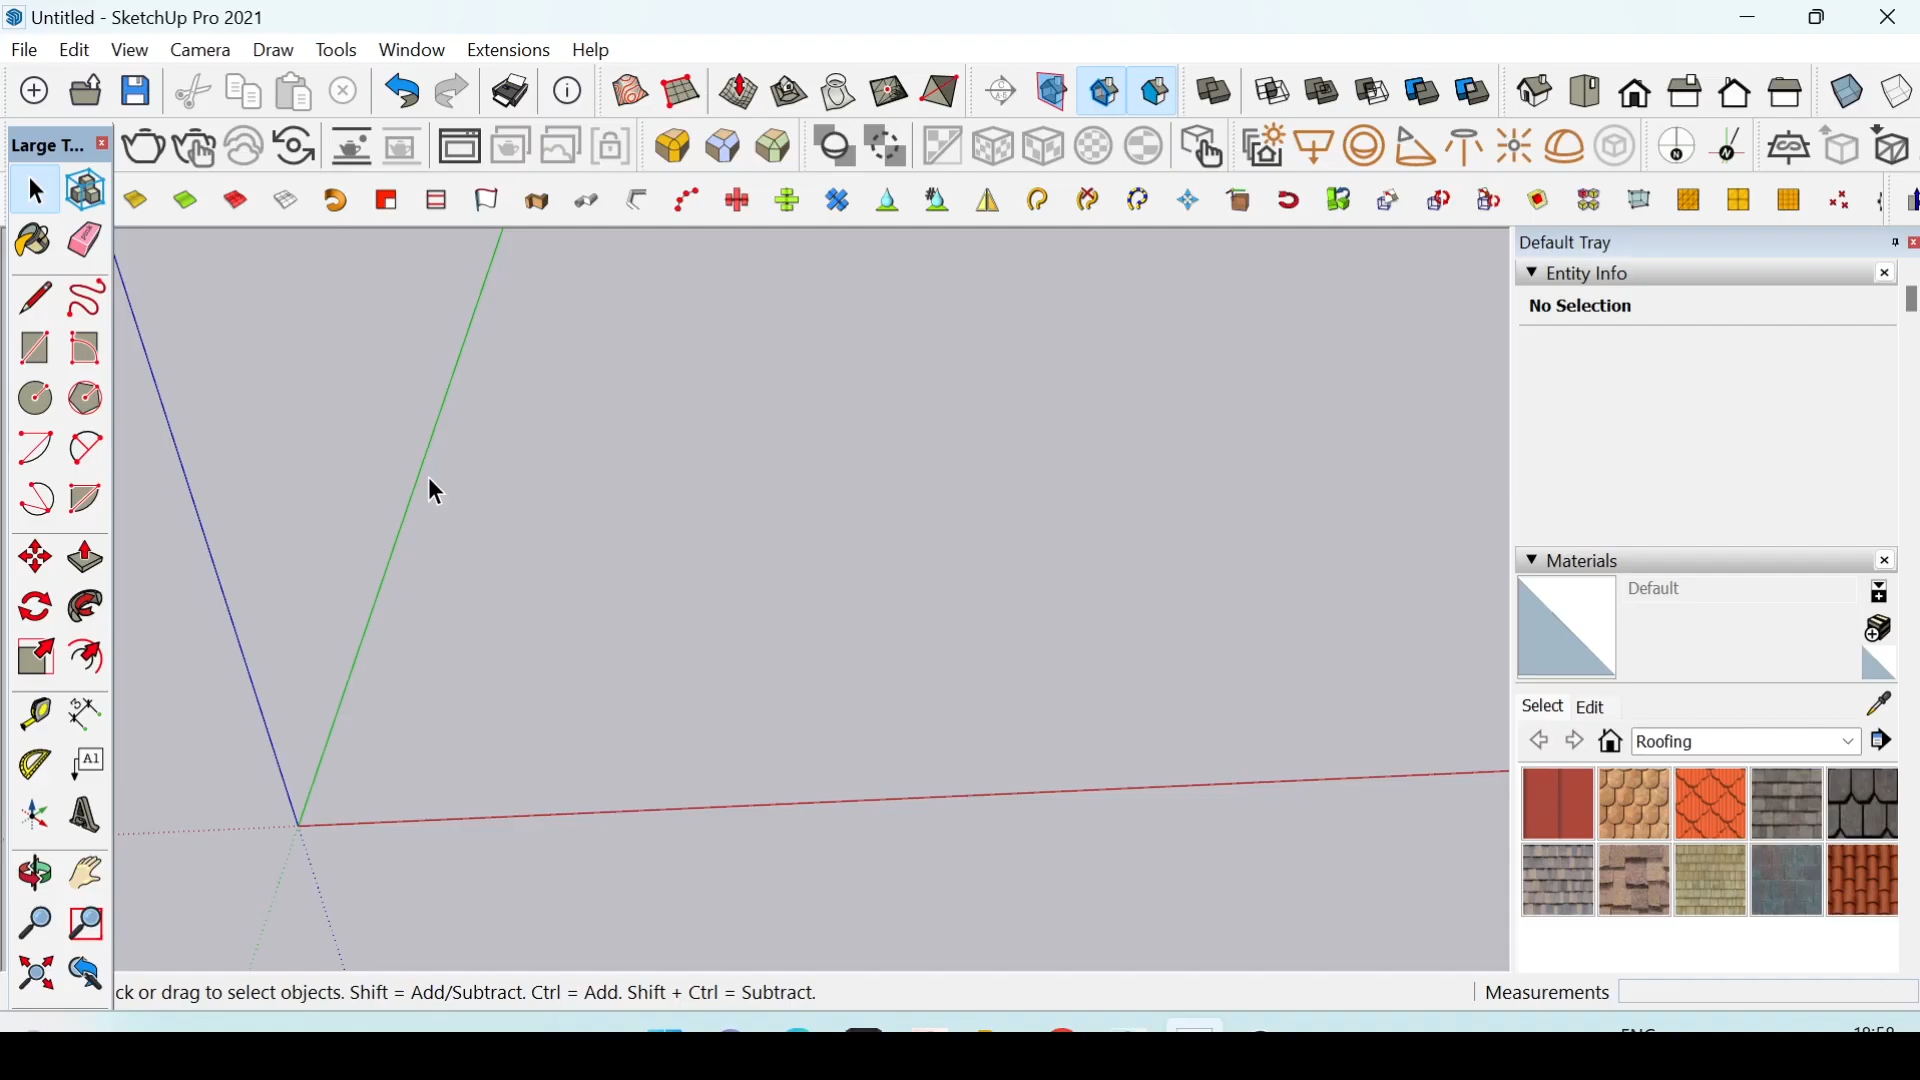 Untitled - SketchUp Pro 2021
File Edit View Camera Draw Tools Window Extensions Help
Large T...
Default Tray
Entity Info
No Selection
Materials
Default
Select Edit
Roofing
A1
ck or drag to select objects. Shift = Add/Subtract. Ctrl = Add. Shift + Ctrl = Subtract.
Measurements